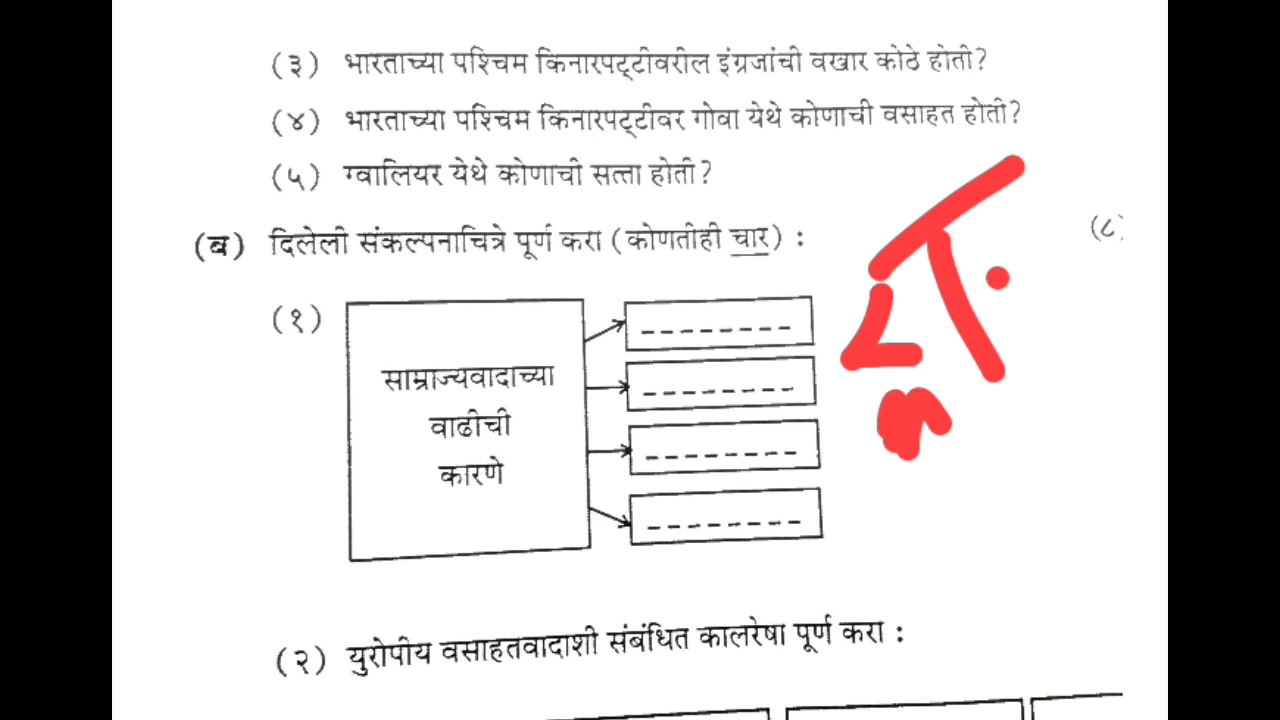 (३) भारताच्या पश्चिम किनारपट्टीवरील इंग्रजांची वखार कोठे होती?
(४) भारताच्या पश्चिम किनारपट्टीवर गोवा येथे कोणाची वसाहत होती?
(५) ग्वालियर येथे कोणाची सत्ता होती?
(ब) दिलेली संकल्पनाचित्रे पूर्ण करा (कोणतीही चार) : (८)
(१) साम्राज्यवादाच्या
वाढीची
कारणे
(२) युरोपीय वसाहतवादाशी संबंधित कालरेषा पूर्ण करा :